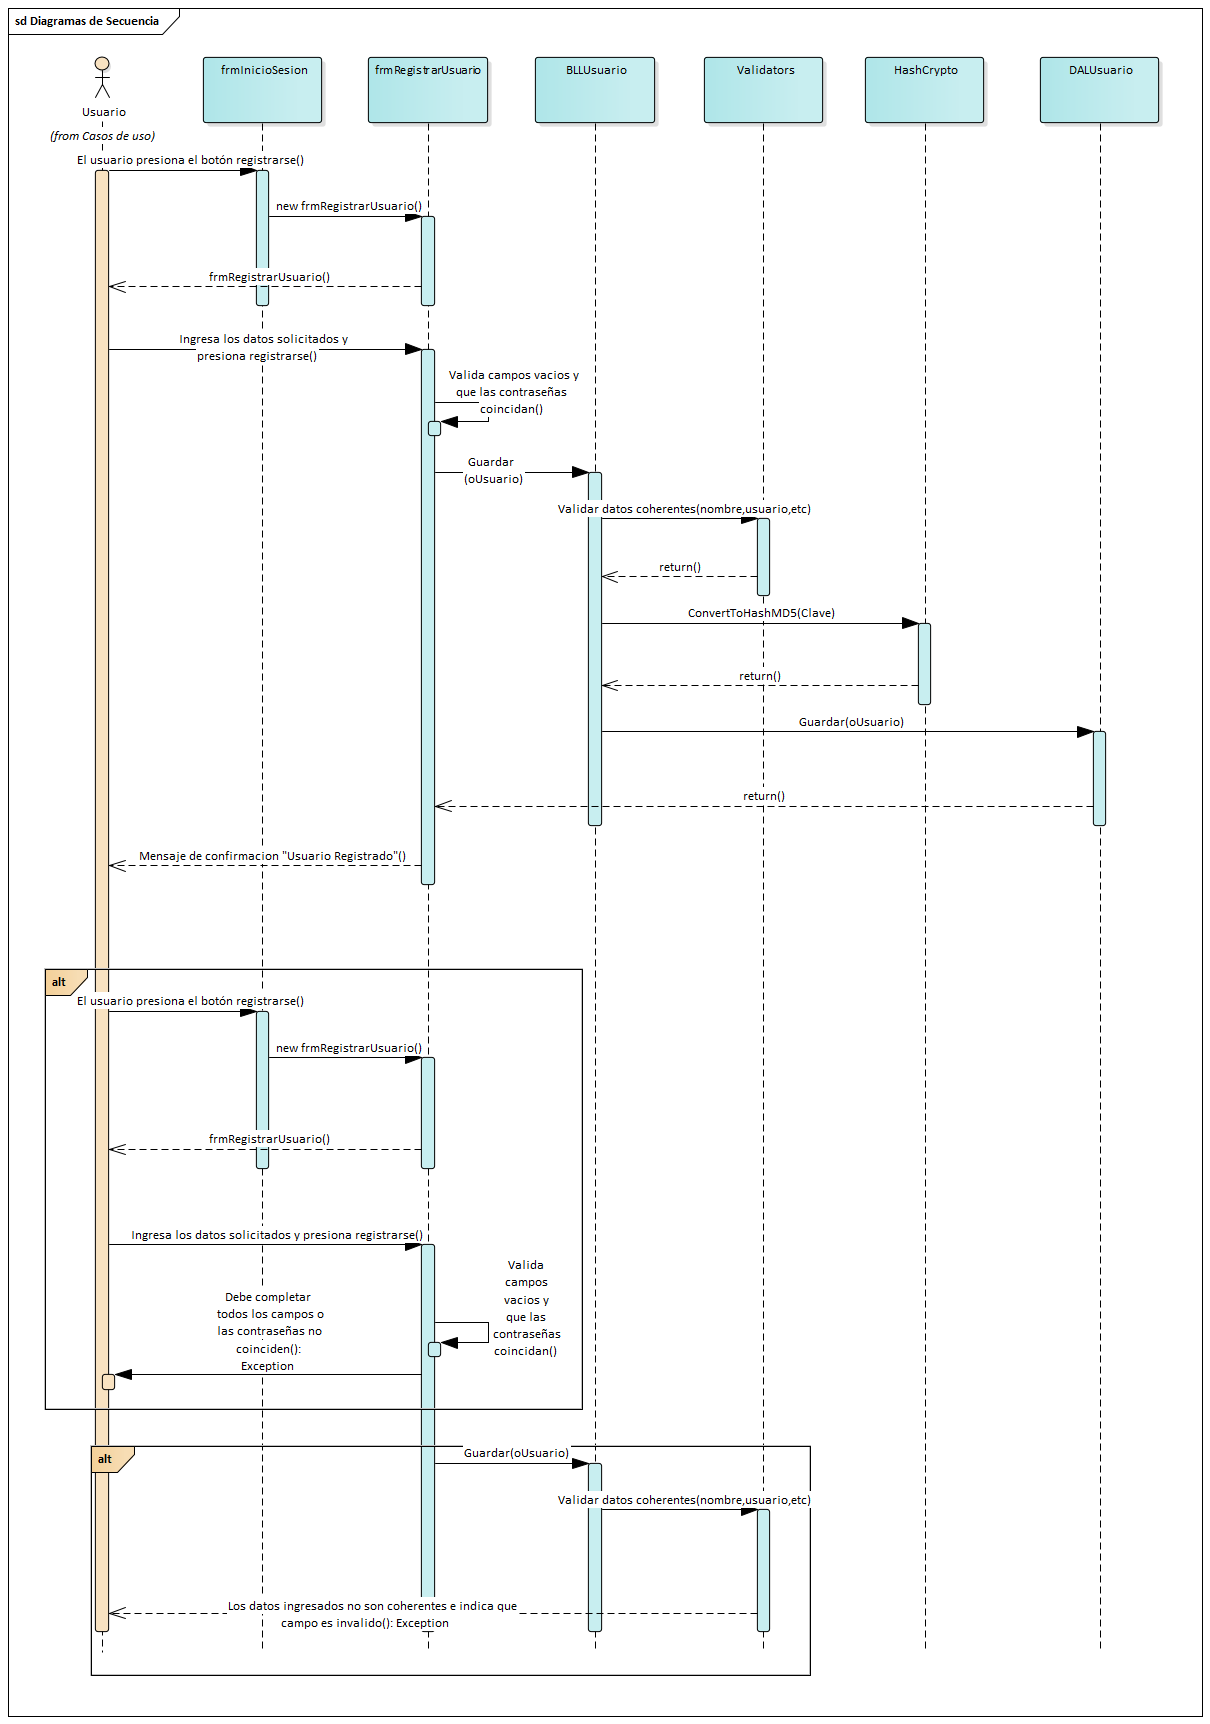 sd Diagramas de Secuencia
Usuario
(from Casos de uso)
frmInicioSesion
frmRegistrarUsuario
BLLUsuario
Validators
HashCrypto
DALUsuario
El usuario presiona el botón registrarse()
new frmRegistrarUsuario()
frmRegistrarUsuario()
Ingresa los datos solicitados y
presiona registrarse()
Valida campos vacios y
que las contraseñas
coincidan()
Guardar
(oUsuario)
Validar datos coherentes(nombre,usuario,etc)
return()
ConvertToHashMD5(Clave)
return()
Guardar(oUsuario)
return()
Mensaje de confirmacion "Usuario Registrado"()
alt
El usuario presiona el botón registrarse()
new frmRegistrarUsuario()
frmRegistrarUsuario()
Ingresa los datos solicitados y presiona registrarse()
Valida
campos
vacios y
que las
contraseñas
coincidan()
Debe completar
todos los campos o
las contraseñas no
coinciden():
Exception
alt
Guardar(oUsuario)
Validar datos coherentes(nombre,usuario,etc)
Los datos ingresados no son coherentes e indica que
campo es invalido(): Exception